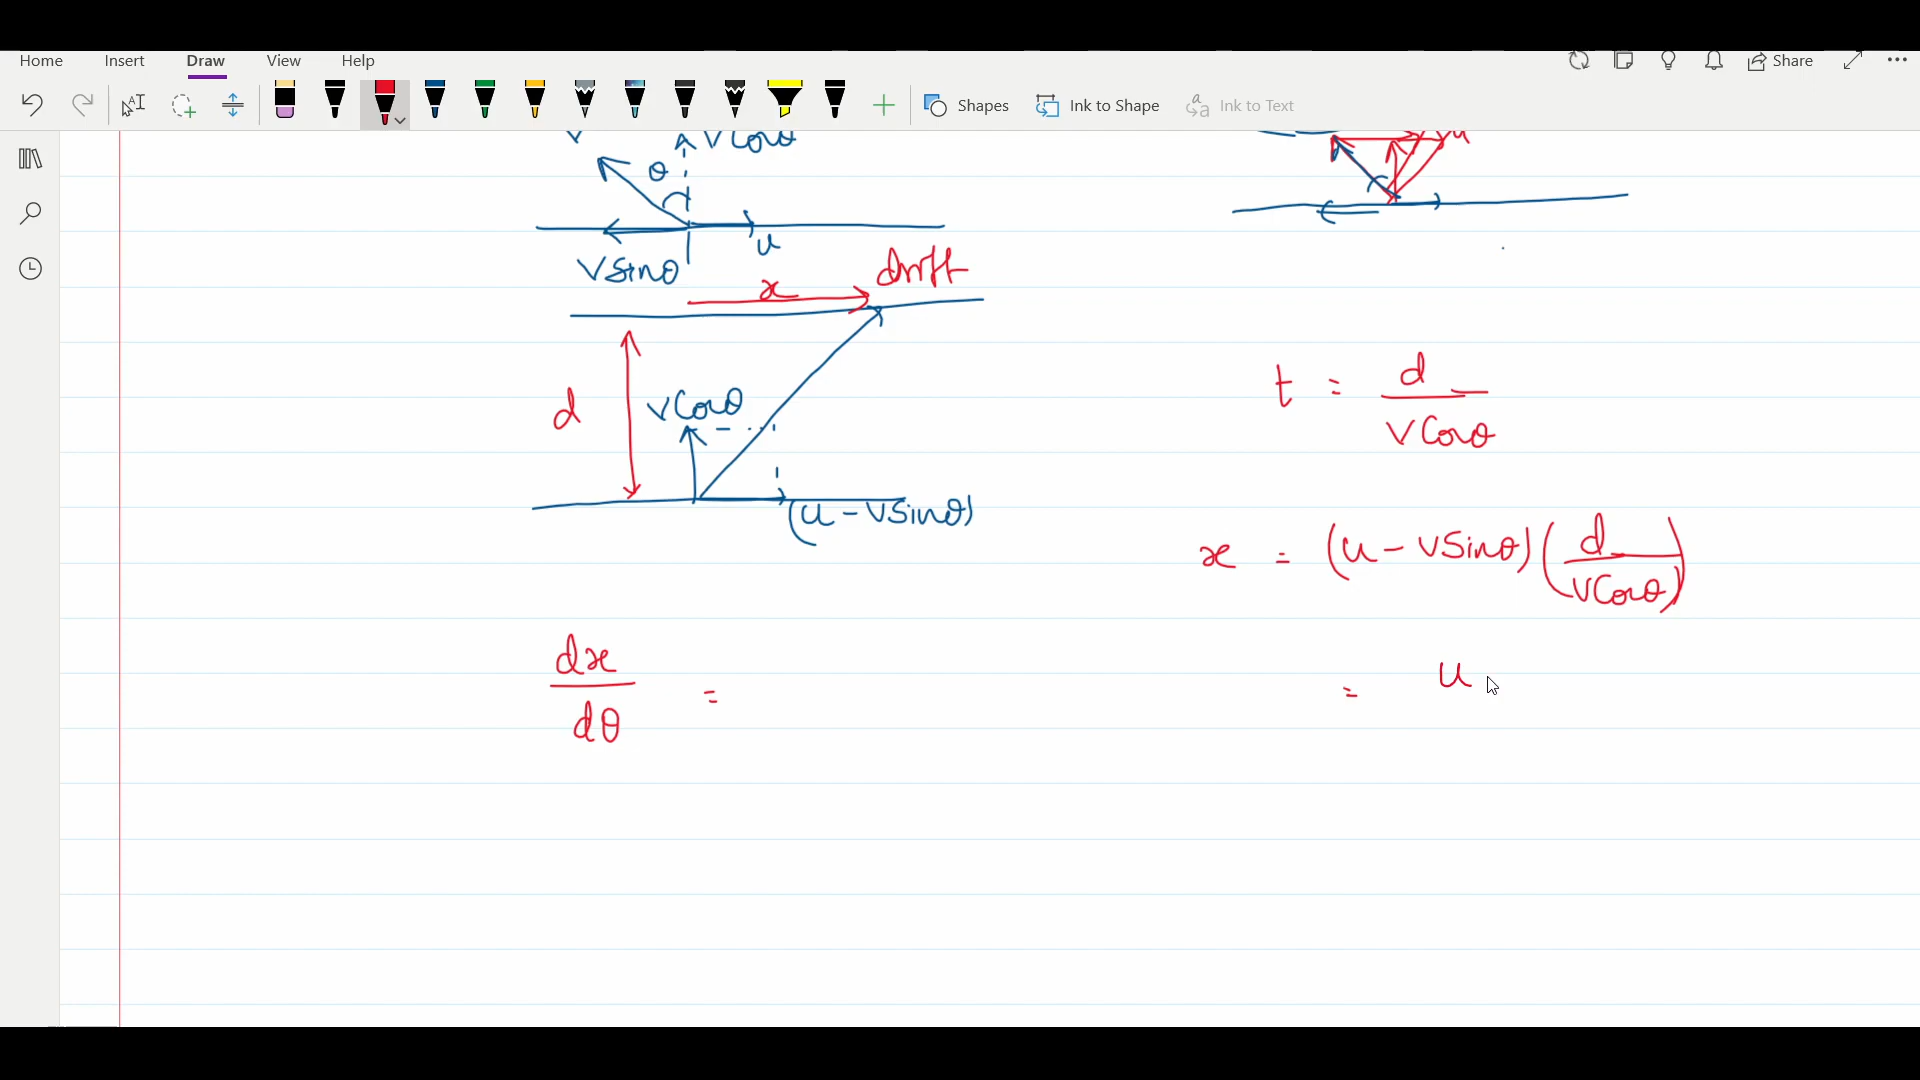 Home Insert Draw View Help Share
Shapes Ink to Shape Ink to Text
v θ v Cosθ u
u
v Sinθ
x drift
d v Cosθ
(u - v Sinθ)
t = d / v Cosθ
x = (u - v Sinθ) (d / v Cosθ)
dx / dθ =
= u